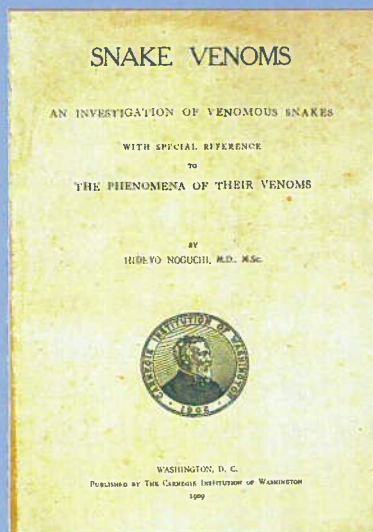 SNAKE VENOMS
AN INVESTIGATION OF VENOMOUS SNAKES
WITH SPECIAL REFERENCE
TO
THE PHENOMENA OF THEIR VENOMS
BY
HIDEYO NOGUCHI, M.D., M.Sc.
CARNEGIE INSTITUTION OF WASHINGTON
1902
WASHINGTON, D. C.
PUBLISHED BY THE CARNEGIE INSTITUTION OF WASHINGTON
1909